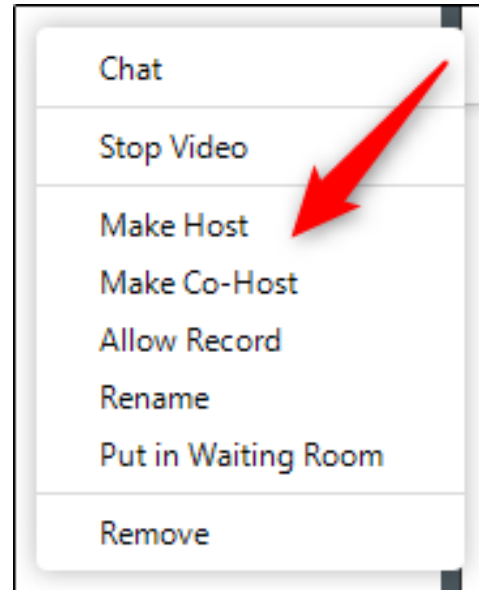 Chat
Stop Video
Make Host
Make Co-Host
Allow Record
Rename
Put in Waiting Room
Remove